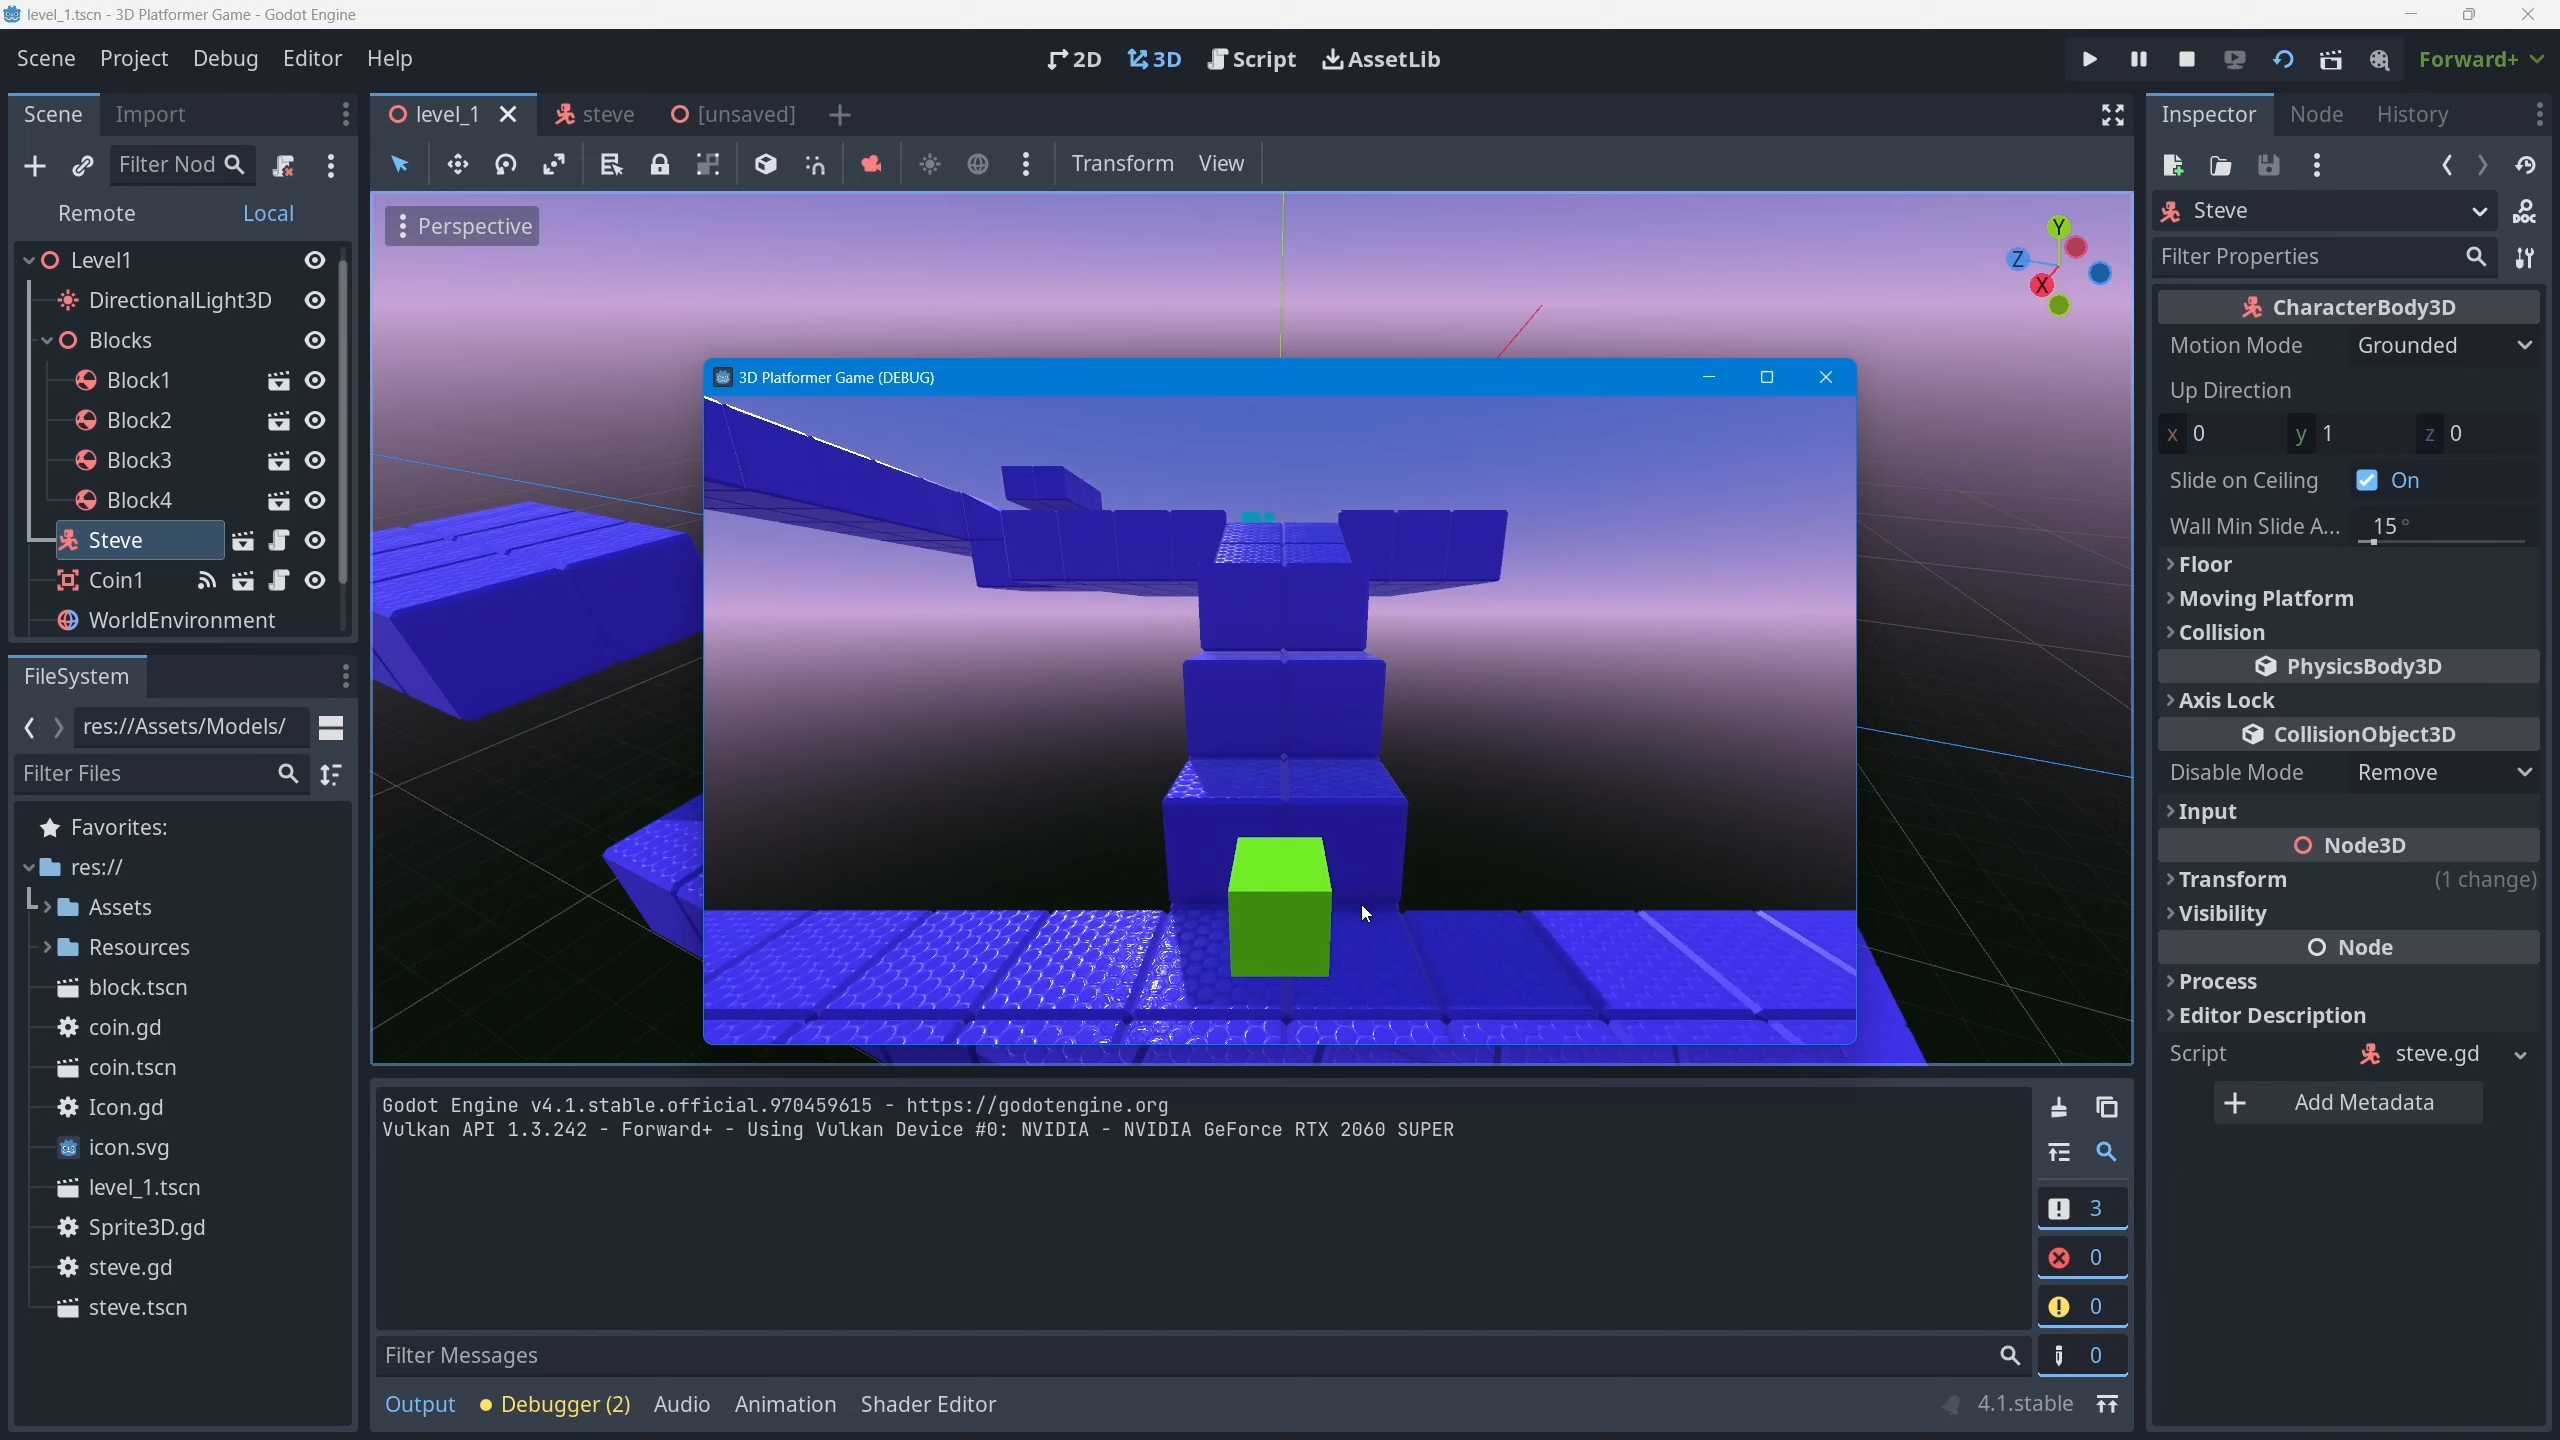 level_1.tscn - 3D Platformer Game - Godot Engine
Scene Project Debug Editor Help
2D 3D Script AssetLib
Forward+
Scene Import
level_1 steve [unsaved]
Inspector Node History
Filter Nod
Transform View
Remote Local
Perspective
Y
Z
X
Level1
DirectionalLight3D
Blocks
Block1
Block2
Block3
Block4
Steve
Coin1
WorldEnvironment
3D Platformer Game (DEBUG)
FileSystem
res://Assets/Models/
Filter Files
Favorites:
res://
Assets
Resources
block.tscn
coin.gd
coin.tscn
Icon.gd
icon.svg
level_1.tscn
Sprite3D.gd
steve.gd
steve.tscn
Godot Engine v4.1.stable.official.970459615 - https://godotengine.org
Vulkan API 1.3.242 - Forward+ - Using Vulkan Device #0: NVIDIA - NVIDIA GeForce RTX 2060 SUPER
3
0
0
0
Filter Messages
Output Debugger (2) Audio Animation Shader Editor
4.1.stable
Steve
DOC
Filter Properties
CharacterBody3D
Motion Mode Grounded
Up Direction
x 0 y 1 z 0
Slide on Ceiling On
Wall Min Slide A... 15 °
Floor
Moving Platform
Collision
PhysicsBody3D
Axis Lock
CollisionObject3D
Disable Mode Remove
Input
Node3D
Transform (1 change)
Visibility
Node
Process
Editor Description
Script steve.gd
Add Metadata